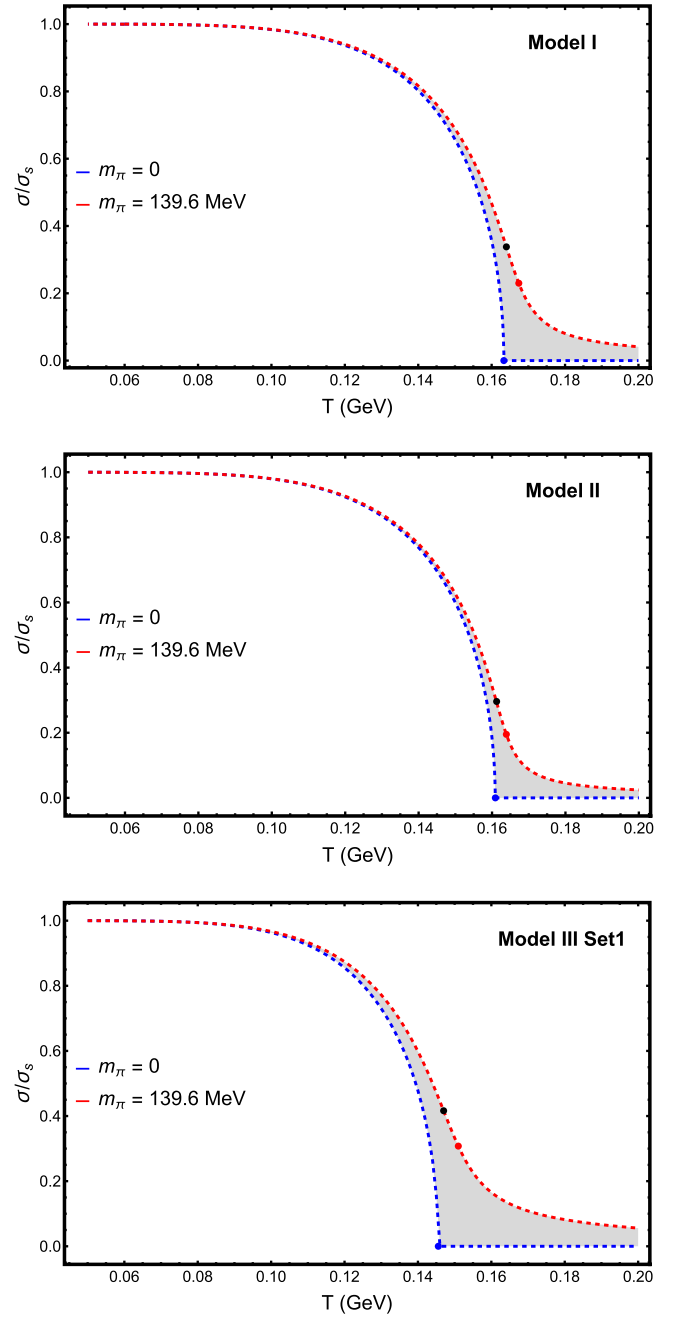 Model I
1.0
0.8
0.6
0.4
0.2
0.0
σ/σs
mπ = 0
mπ = 139.6 MeV
0.06 0.08 0.10 0.12 0.14 0.16 0.18 0.20
T (GeV)
Model II
1.0
0.8
0.6
0.4
0.2
0.0
σ/σs
mπ = 0
mπ = 139.6 MeV
0.06 0.08 0.10 0.12 0.14 0.16 0.18 0.20
T (GeV)
Model III Set1
1.0
0.8
0.6
0.4
0.2
0.0
σ/σs
mπ = 0
mπ = 139.6 MeV
0.06 0.08 0.10 0.12 0.14 0.16 0.18 0.20
T (GeV)